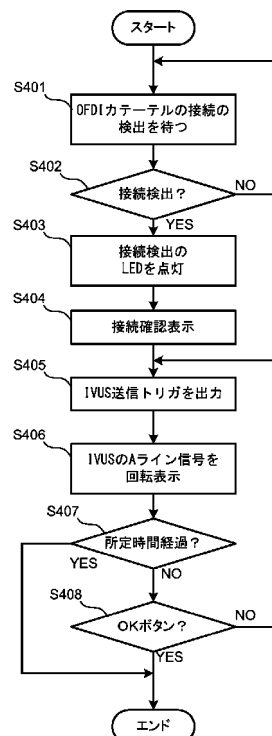 スタート
S401
OFDIカテーテルの接続の
検出を待つ
S402
接続検出?
NO
YES
S403
接続検出の
LEDを点灯
S404
接続確認表示
S405
IVUS送信トリガを出力
S406
IVUSのAライン信号を
回転表示
S407
所定時間経過?
YES
NO
S408
OKボタン?
NO
YES
エンド